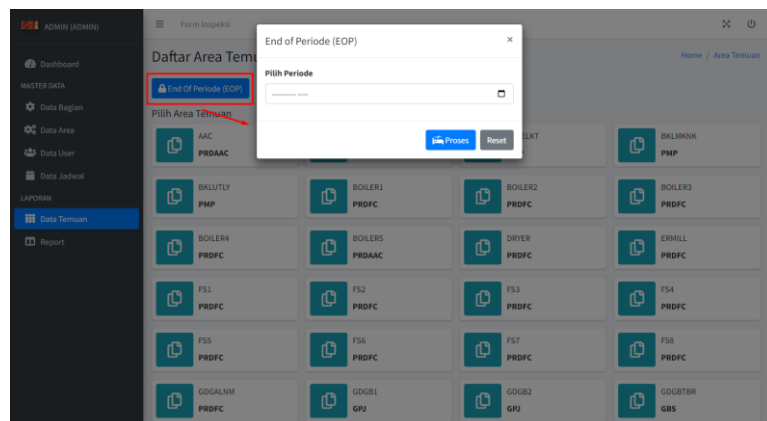 ADMIN (ADMIN)
Dashboard
MASTER DATA
Data Bagian
Data Area
Data User
Data Jadwal
LAPORAN
Data Temuan
Report
Form Inspeksi
Daftar Area Temu
Home / Area Temuan
End Of Periode (EOP)
Pilih Area Temuan
End of Periode (EOP)
×
Pilih Periode
--------- ----
Proses
Reset
AAC
PRDAAC
ELKT
BKLMKNK
PMP
BKLUTLY
PMP
BOILER1
PRDFC
BOILER2
PRDFC
BOILER3
PRDFC
BOILER4
PRDFC
BOILER5
PRDAAC
DRYER
PRDFC
ERMILL
PRDFC
FS1
PRDFC
FS2
PRDFC
FS3
PRDFC
FS4
PRDFC
FS5
PRDFC
FS6
PRDFC
FS7
PRDFC
FS8
PRDFC
GDGALNM
PRDFC
GDGB1
GPJ
GDGB2
GPJ
GDGBTBR
GBS